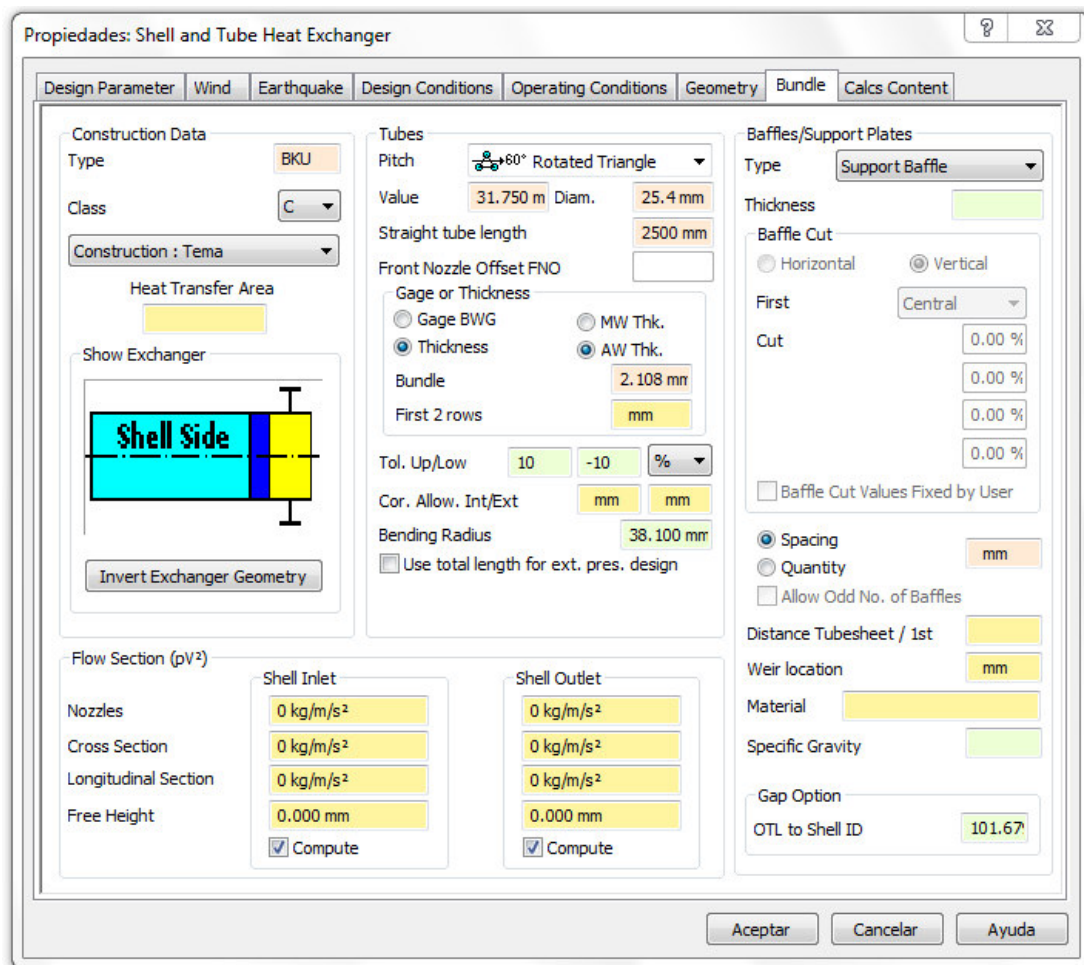 Propiedades: Shell and Tube Heat Exchanger
Design Parameter Wind Earthquake Design Conditions Operating Conditions Geometry Bundle Calcs Content
Construction Data
Type BKU
Class C
Construction : Tema
Heat Transfer Area
Show Exchanger
Shell Side
Invert Exchanger Geometry
Tubes
Pitch 60° Rotated Triangle
Value 31.750 m Diam. 25.4 mm
Straight tube length 2500 mm
Front Nozzle Offset FNO
Gage or Thickness
Gage BWG MW Thk.
Thickness AW Thk.
Bundle 2.108 mm
First 2 rows mm
Tol. Up/Low 10 -10 %
Cor. Allow. Int/Ext mm mm
Bending Radius 38.100 mm
Use total length for ext. pres. design
Baffles/Support Plates
Type Support Baffle
Thickness
Baffle Cut
Horizontal Vertical
First Central
Cut 0.00 %
0.00 %
0.00 %
0.00 %
Baffle Cut Values Fixed by User
Spacing mm
Quantity
Allow Odd No. of Baffles
Distance Tubesheet / 1st
Weir location mm
Material
Specific Gravity
Gap Option
OTL to Shell ID 101.679
Flow Section (pV²)
Shell Inlet Shell Outlet
Nozzles 0 kg/m/s² 0 kg/m/s²
Cross Section 0 kg/m/s² 0 kg/m/s²
Longitudinal Section 0 kg/m/s² 0 kg/m/s²
Free Height 0.000 mm 0.000 mm
Compute Compute
Aceptar Cancelar Ayuda